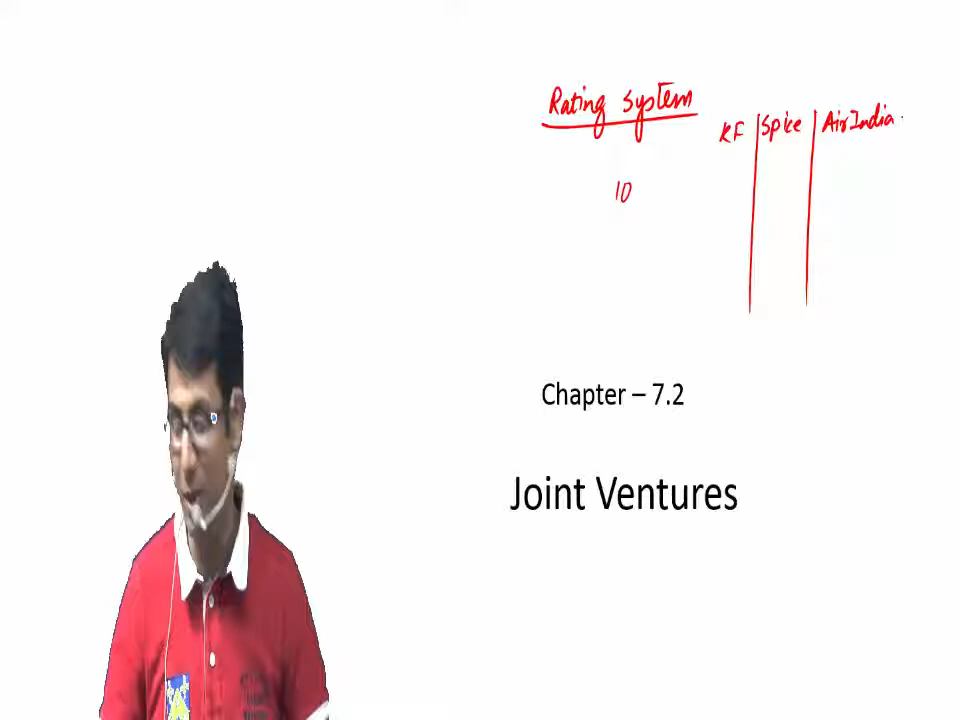 Rating System
KF | Spice | Air India
10
Chapter – 7.2
Joint Ventures